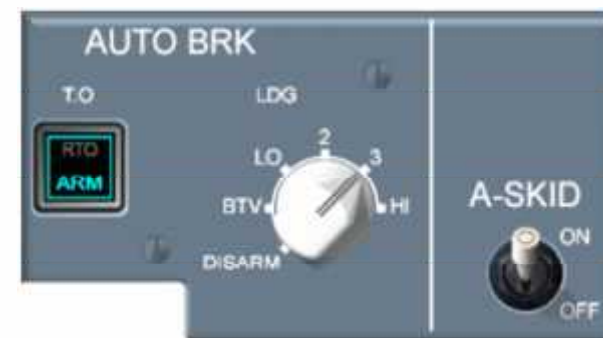 AUTO BRK
T.O
LDG
RTO
ARM
DISARM
BTV
LO
2
3
HI
A-SKID
ON
OFF